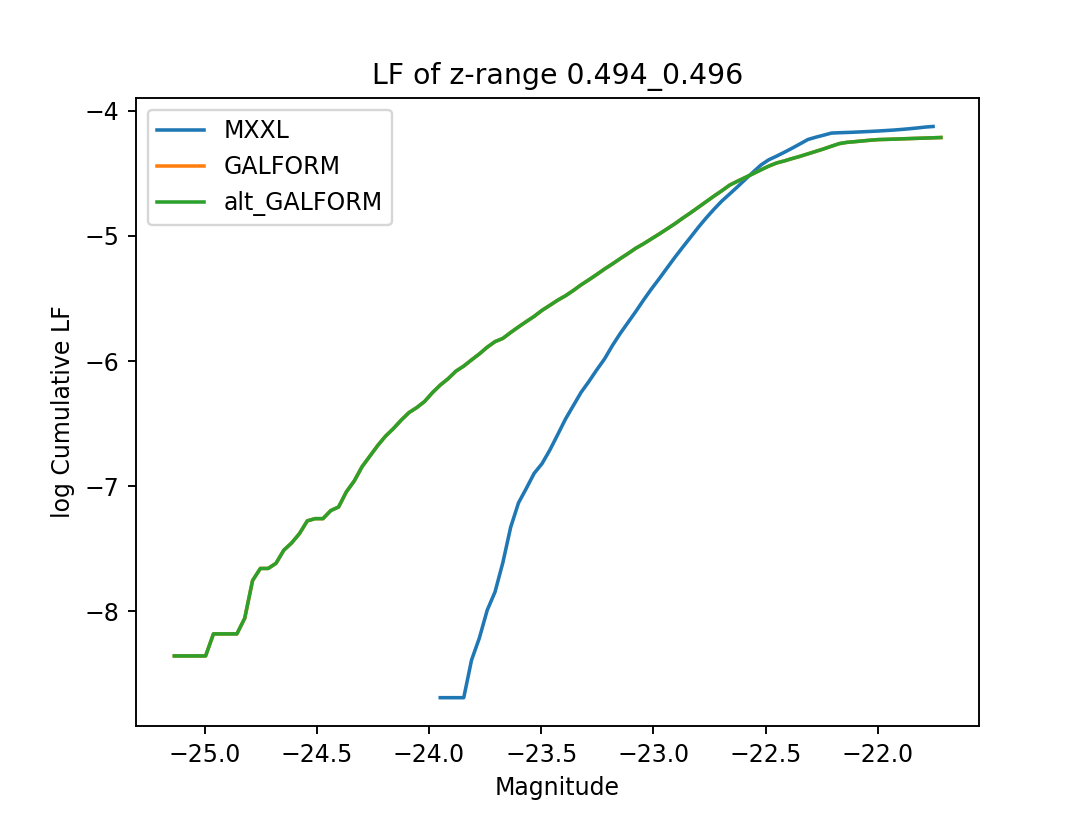 LF of z-range 0.494_0.496
MXXL
GALFORM
alt_GALFORM
−4
−5
−6
−7
−8
log Cumulative LF
−25.0 −24.5 −24.0 −23.5 −23.0 −22.5 −22.0
Magnitude